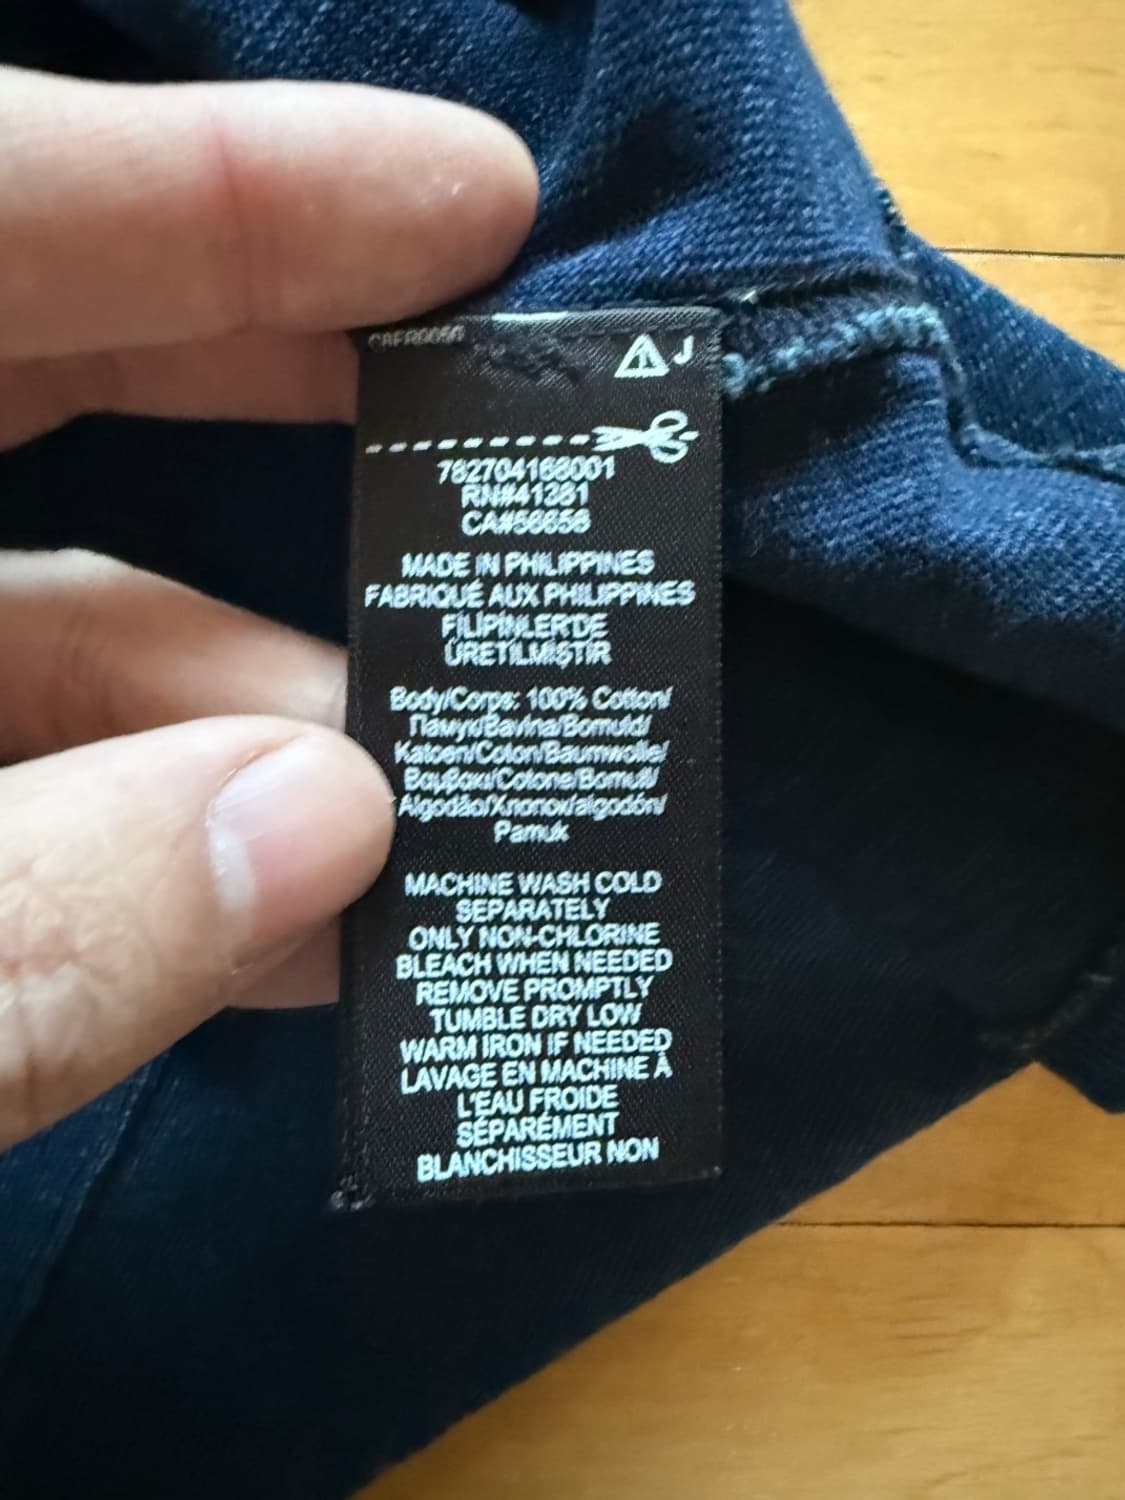 J
782704168001
RN#41381
CA#56658
MADE IN PHILIPPINES
FABRIQUÉ AUX PHILIPPINES
FİLİPİNLER'DE
ÜRETİLMİŞTİR
Body/Corps: 100% Cotton/
Памук/Bavlna/Bomuld/
Katoen/Coton/Baumwolle/
Βαμβακι/Cotone/Bomull/
Algodão/Хлопок/algodón/
Pamuk
MACHINE WASH COLD
SEPARATELY
ONLY NON-CHLORINE
BLEACH WHEN NEEDED
REMOVE PROMPTLY
TUMBLE DRY LOW
WARM IRON IF NEEDED
LAVAGE EN MACHINE À
L'EAU FROIDE
SÉPARÉMENT
BLANCHISSEUR NON